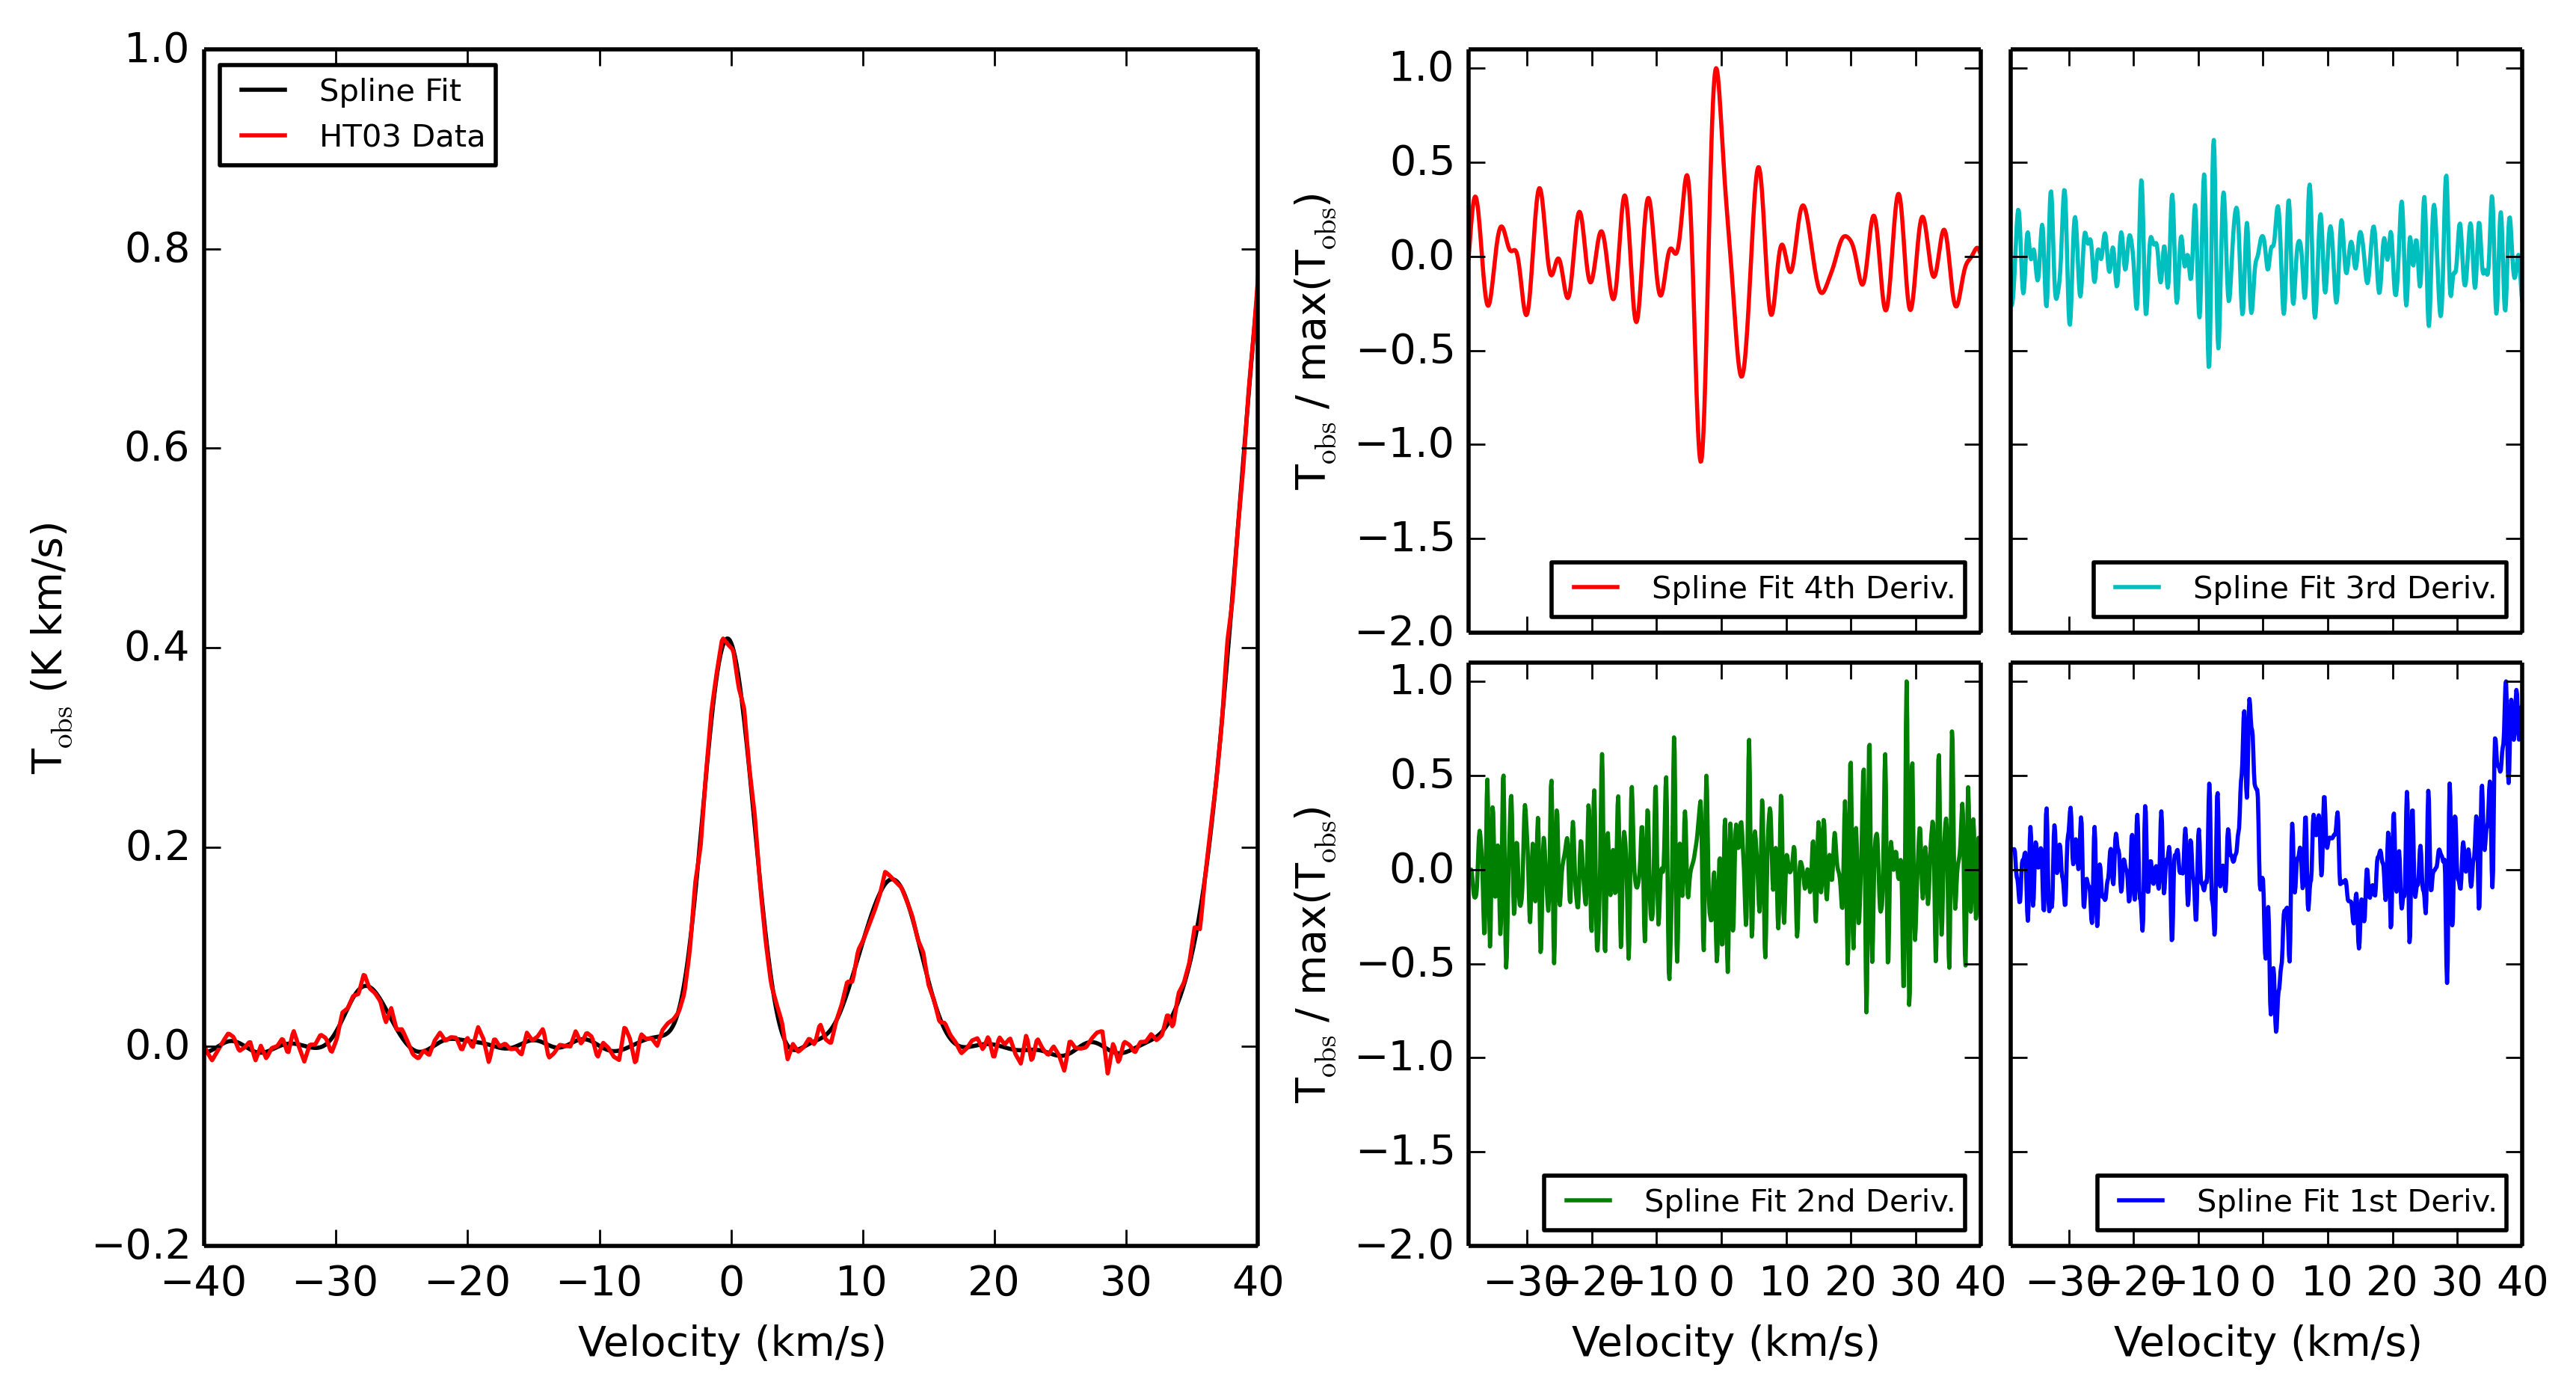 1.0
0.8
0.6
0.4
0.2
0.0
−0.2
−40 −30 −20 −10 0 10 20 30 40
Velocity (km/s)
T_obs (K km/s)
Spline Fit
HT03 Data
1.0
0.5
0.0
−0.5
−1.0
−1.5
−2.0
T_obs / max(T_obs)
Spline Fit 4th Deriv.
Spline Fit 3rd Deriv.
1.0
0.5
0.0
−0.5
−1.0
−1.5
−2.0
T_obs / max(T_obs)
Spline Fit 2nd Deriv.
−30 −20 −10 0 10 20 30 40
Velocity (km/s)
Spline Fit 1st Deriv.
−30 −20 −10 0 10 20 30 40
Velocity (km/s)